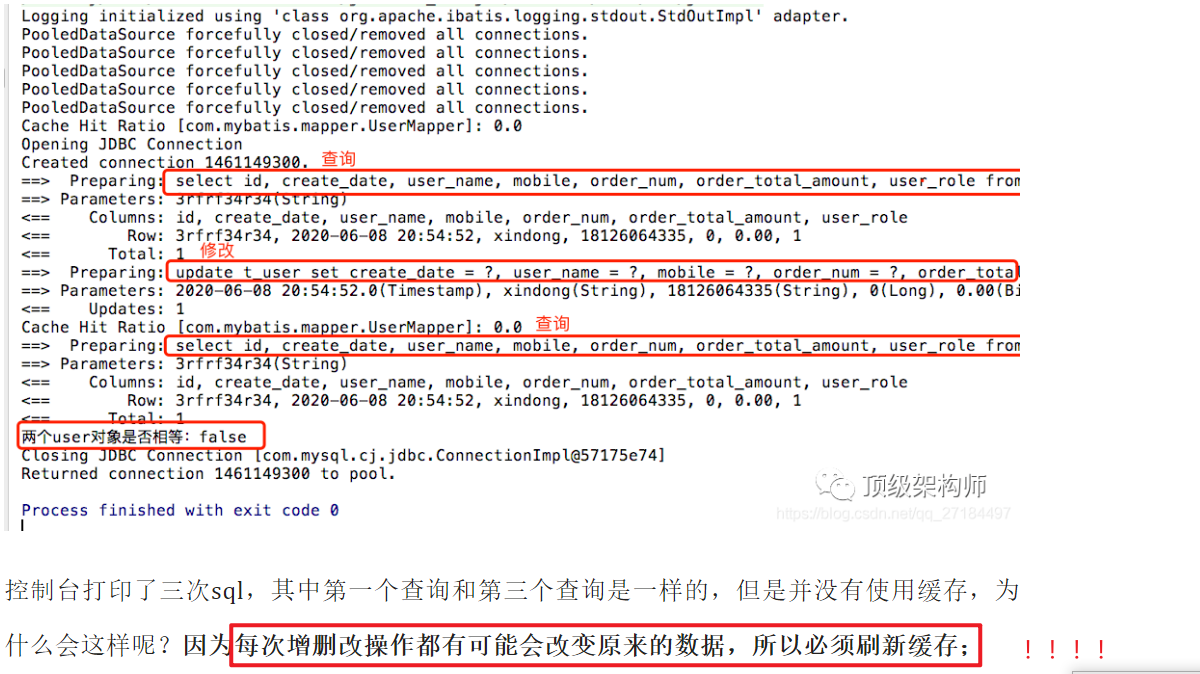 Logging initialized using 'class org.apache.ibatis.logging.stdout.StdOutImpl' adapter.
PooledDataSource forcefully closed/removed all connections.
PooledDataSource forcefully closed/removed all connections.
PooledDataSource forcefully closed/removed all connections.
PooledDataSource forcefully closed/removed all connections.
PooledDataSource forcefully closed/removed all connections.
Cache Hit Ratio [com.mybatis.mapper.UserMapper]: 0.0
Opening JDBC Connection
Created connection 1461149300. 查询
==>  Preparing: select id, create_date, user_name, mobile, order_num, order_total_amount, user_role from
==> Parameters: 3rfrf34r34(String)
<==    Columns: id, create_date, user_name, mobile, order_num, order_total_amount, user_role
<==        Row: 3rfrf34r34, 2020-06-08 20:54:52, xindong, 18126064335, 0, 0.00, 1
<==      Total: 1 修改
==>  Preparing: update t_user set create_date = ?, user_name = ?, mobile = ?, order_num = ?, order_total
==> Parameters: 2020-06-08 20:54:52.0(Timestamp), xindong(String), 18126064335(String), 0(Long), 0.00(Bi
<==    Updates: 1
Cache Hit Ratio [com.mybatis.mapper.UserMapper]: 0.0 查询
==>  Preparing: select id, create_date, user_name, mobile, order_num, order_total_amount, user_role from
==> Parameters: 3rfrf34r34(String)
<==    Columns: id, create_date, user_name, mobile, order_num, order_total_amount, user_role
<==        Row: 3rfrf34r34, 2020-06-08 20:54:52, xindong, 18126064335, 0, 0.00, 1
<==      Total: 1
两个user对象是否相等：false
Closing JDBC Connection [com.mysql.cj.jdbc.ConnectionImpl@57175e74]
Returned connection 1461149300 to pool.
顶级架构师
https://blog.csdn.net/qq_27184497
Process finished with exit code 0
控制台打印了三次sql，其中第一个查询和第三个查询是一样的，但是并没有使用缓存，为
什么会这样呢？因为每次增删改操作都有可能会改变原来的数据，所以必须刷新缓存； ！！！！